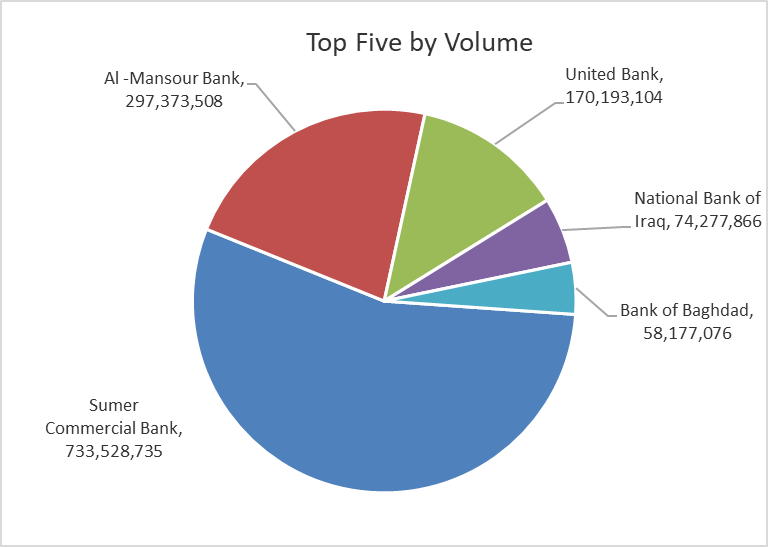 Top Five by Volume
Al -Mansour Bank,
297,373,508
United Bank,
170,193,104
National Bank of
Iraq, 74,277,866
Bank of Baghdad,
58,177,076
Sumer
Commercial Bank,
733,528,735